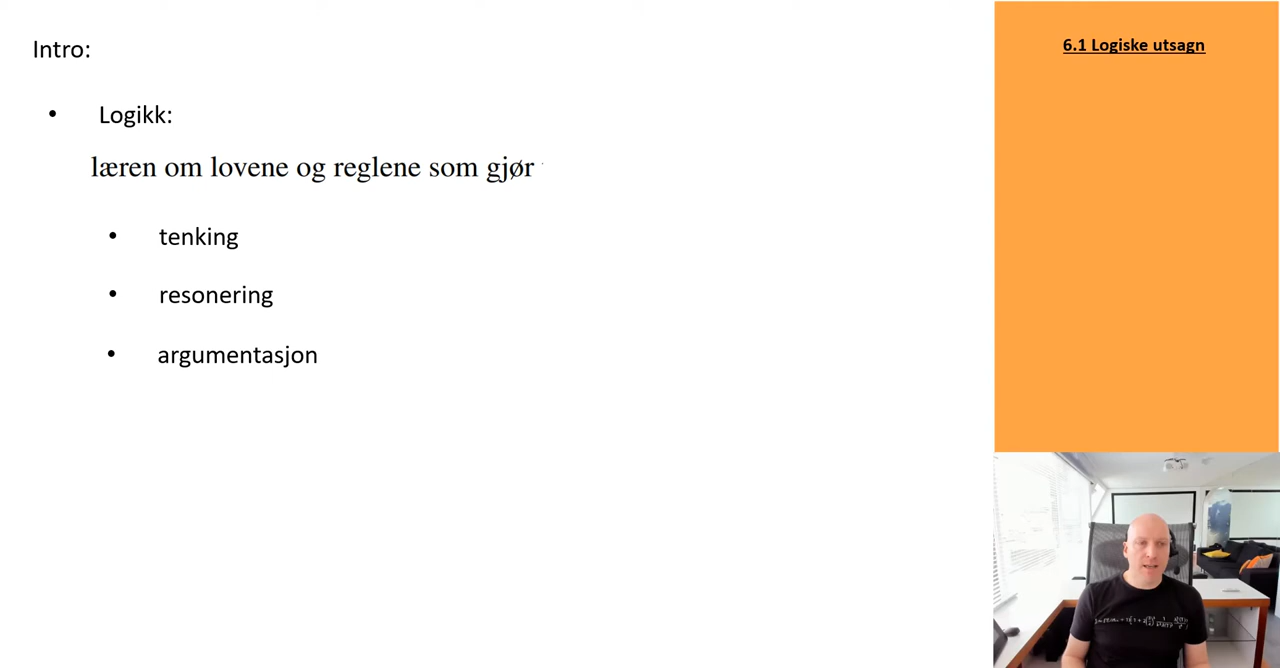 Intro:
6.1 Logiske utsagn
• Logikk:
læren om lovene og reglene som gjør
• tenking
• resonering
• argumentasjon